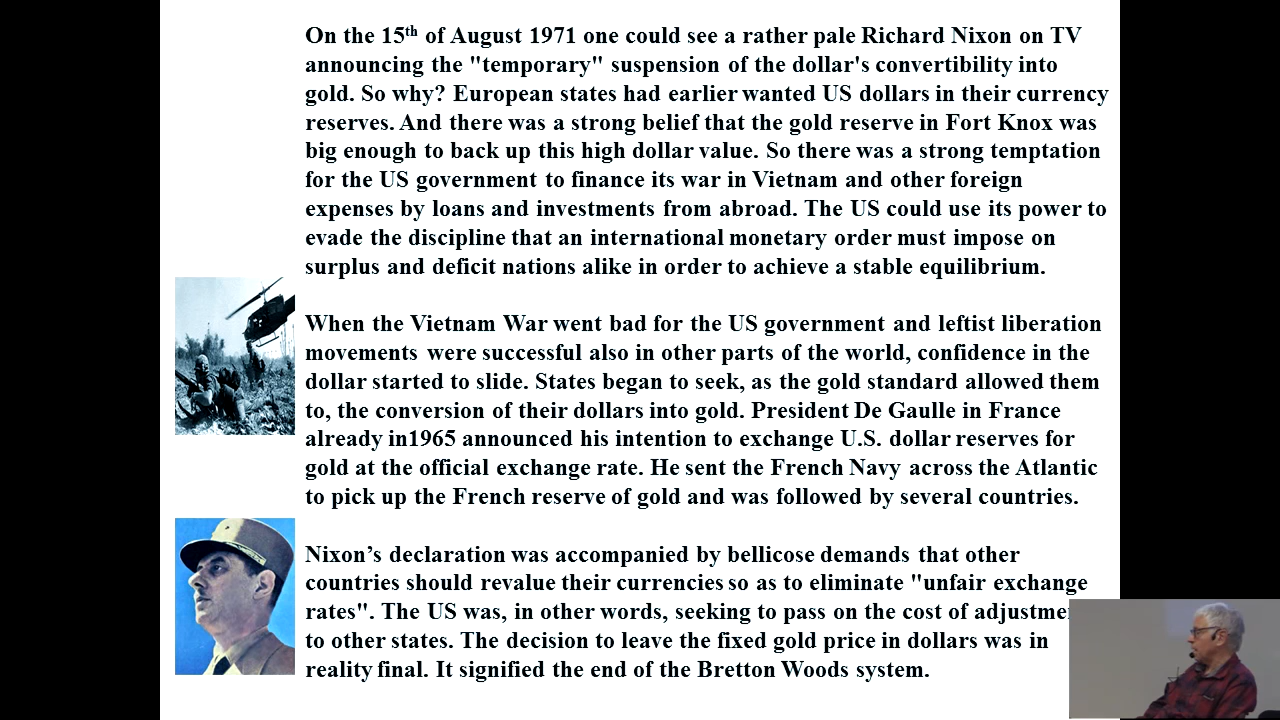 On the 15th of August 1971 one could see a rather pale Richard Nixon on TV
announcing the "temporary" suspension of the dollar's convertibility into
gold. So why? European states had earlier wanted US dollars in their currency
reserves. And there was a strong belief that the gold reserve in Fort Knox was
big enough to back up this high dollar value. So there was a strong temptation
for the US government to finance its war in Vietnam and other foreign
expenses by loans and investments from abroad. The US could use its power to
evade the discipline that an international monetary order must impose on
surplus and deficit nations alike in order to achieve a stable equilibrium.
When the Vietnam War went bad for the US government and leftist liberation
movements were successful also in other parts of the world, confidence in the
dollar started to slide. States began to seek, as the gold standard allowed them
to, the conversion of their dollars into gold. President De Gaulle in France
already in1965 announced his intention to exchange U.S. dollar reserves for
gold at the official exchange rate. He sent the French Navy across the Atlantic
to pick up the French reserve of gold and was followed by several countries.
Nixon’s declaration was accompanied by bellicose demands that other
countries should revalue their currencies so as to eliminate "unfair exchange
rates". The US was, in other words, seeking to pass on the cost of
to other states. The decision to leave the fixed gold price in dollars was in
reality final. It signified the end of the Bretton Woods system.